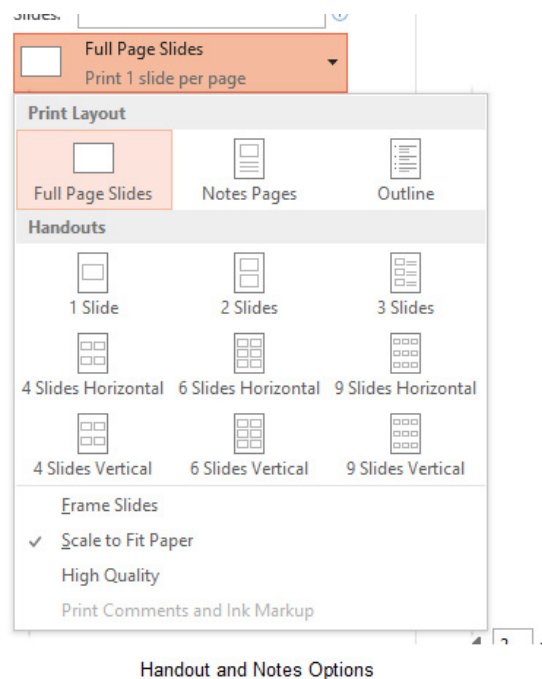 Slides:
Full Page Slides
Print 1 slide per page
Print Layout
Full Page Slides Notes Pages Outline
Handouts
1 Slide 2 Slides 3 Slides
4 Slides Horizontal 6 Slides Horizontal 9 Slides Horizontal
4 Slides Vertical 6 Slides Vertical 9 Slides Vertical
Frame Slides
Scale to Fit Paper
High Quality
Print Comments and Ink Markup
Handout and Notes Options